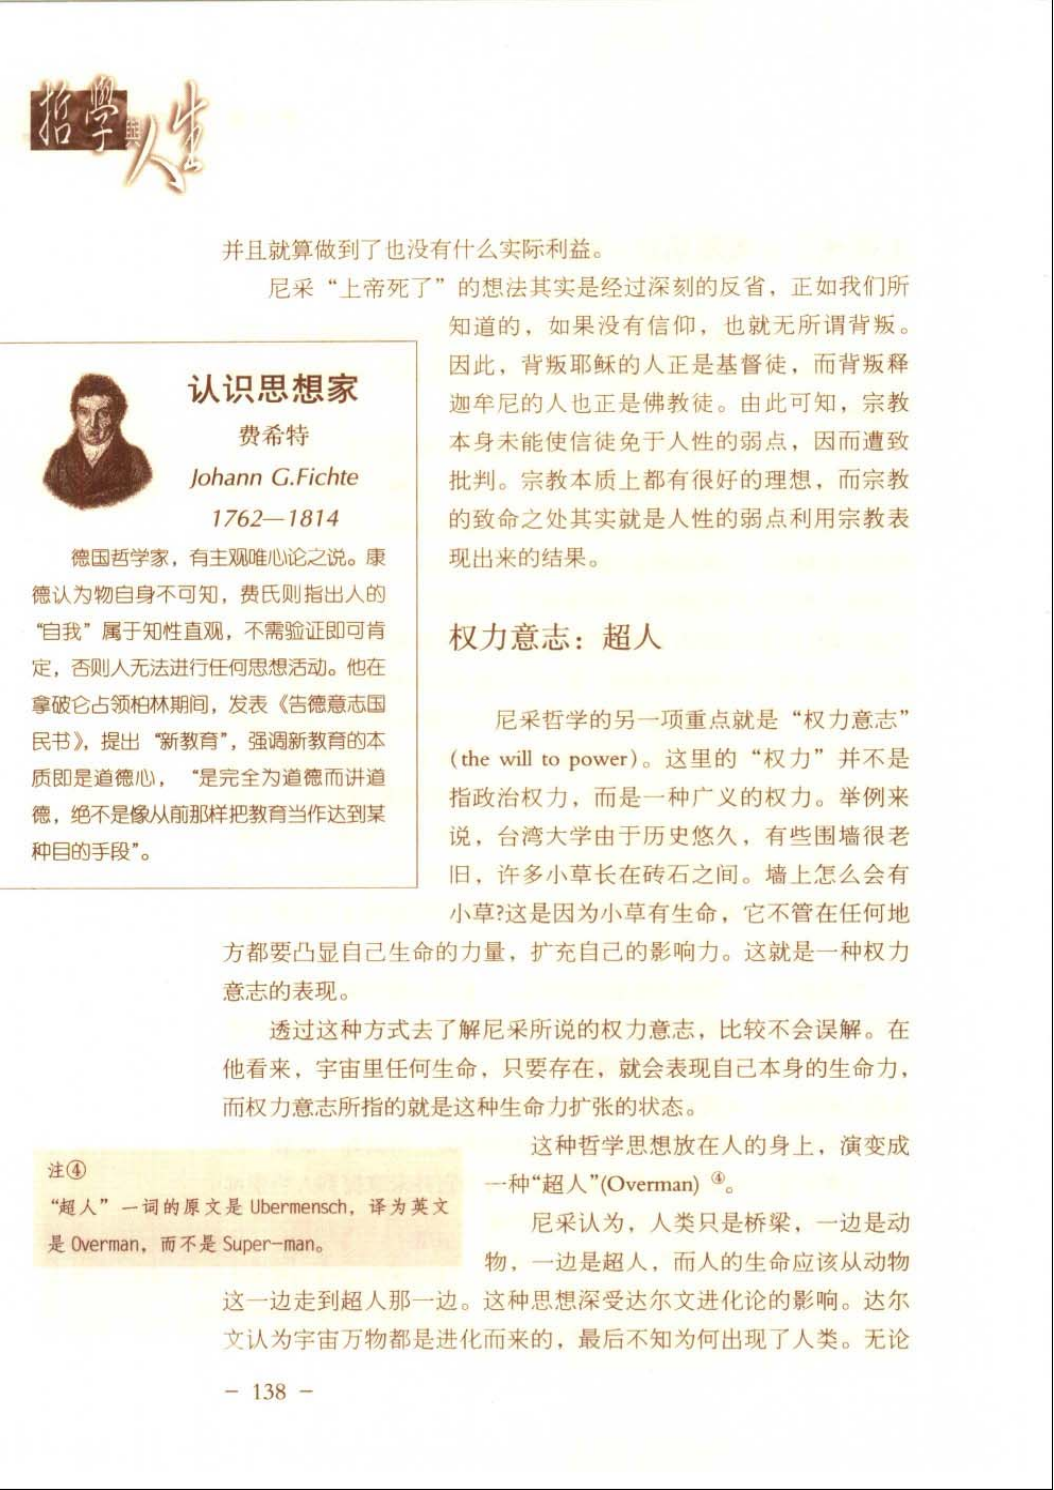 哲學與人生
并且就算做到了也没有什么实际利益。
尼采“上帝死了”的想法其实是经过深刻的反省，正如我们所
知道的，如果没有信仰，也就无所谓背叛。
因此，背叛耶稣的人正是基督徒，而背叛释
迦牟尼的人也正是佛教徒。由此可知，宗教
本身未能使信徒免于人性的弱点，因而遭致
批判。宗教本质上都有很好的理想，而宗教
的致命之处其实就是人性的弱点利用宗教表
现出来的结果。
认识思想家
费希特
Johann G.Fichte
1762—1814
德国哲学家，有主观唯心论之说。康
德认为物自身不可知，费氏则指出人的
“自我”属于知性直观，不需验证即可肯
定，否则人无法进行任何思想活动。他在
拿破仑占领柏林期间，发表《告德意志国
民书》，提出“新教育”，强调新教育的本
质即是道德心，“是完全为道德而讲道
德，绝不是像从前那样把教育当作达到某
种目的手段”。
权力意志：超人
尼采哲学的另一项重点就是“权力意志”
(the will to power)。这里的“权力”并不是
指政治权力，而是一种广义的权力。举例来
说，台湾大学由于历史悠久，有些围墙很老
旧，许多小草长在砖石之间。墙上怎么会有
小草?这是因为小草有生命，它不管在任何地
方都要凸显自己生命的力量，扩充自己的影响力。这就是一种权力
意志的表现。
透过这种方式去了解尼采所说的权力意志，比较不会误解。在
他看来，宇宙里任何生命，只要存在，就会表现自己本身的生命力，
而权力意志所指的就是这种生命力扩张的状态。
这种哲学思想放在人的身上，演变成
一种“超人”(Overman) ④。
尼采认为，人类只是桥梁，一边是动
物，一边是超人，而人的生命应该从动物
这一边走到超人那一边。这种思想深受达尔文进化论的影响。达尔
文认为宇宙万物都是进化而来的，最后不知为何出现了人类。无论
注④
“超人”一词的原文是 Ubermensch，译为英文
是 Overman，而不是 Super-man。
- 138 -